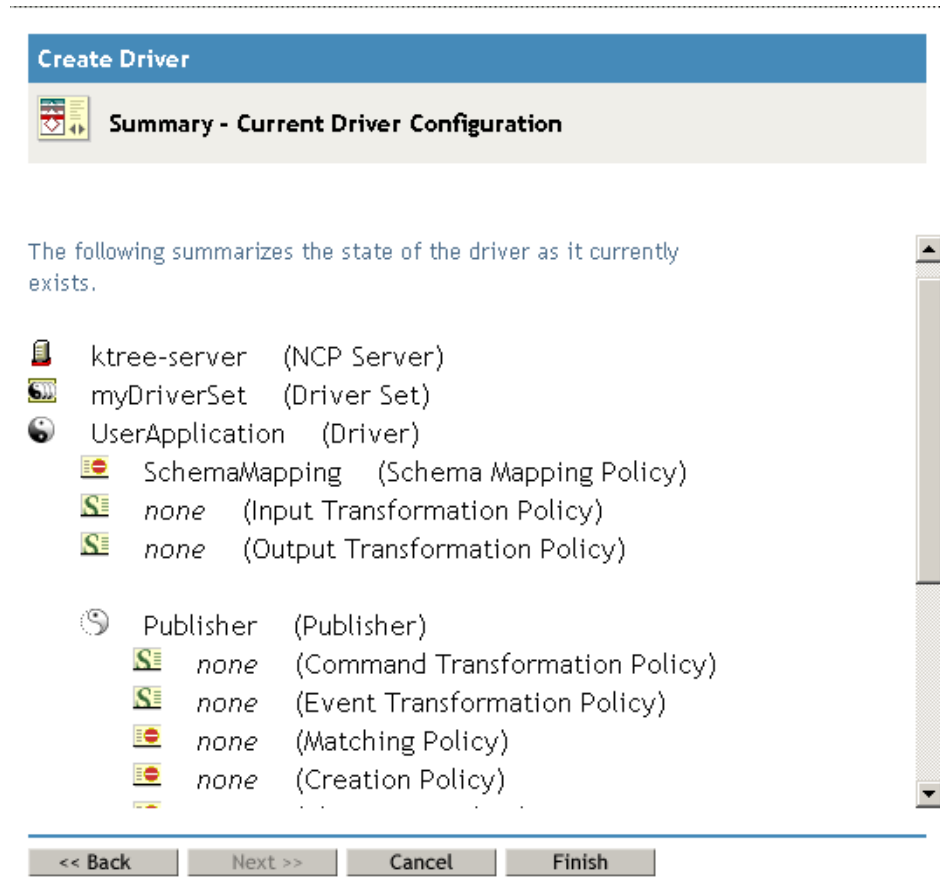 Create Driver
Summary - Current Driver Configuration
The following summarizes the state of the driver as it currently
exists.
ktree-server (NCP Server)
myDriverSet (Driver Set)
UserApplication (Driver)
SchemaMapping (Schema Mapping Policy)
none (Input Transformation Policy)
none (Output Transformation Policy)
Publisher (Publisher)
none (Command Transformation Policy)
none (Event Transformation Policy)
none (Matching Policy)
none (Creation Policy)
<< Back Next >> Cancel Finish